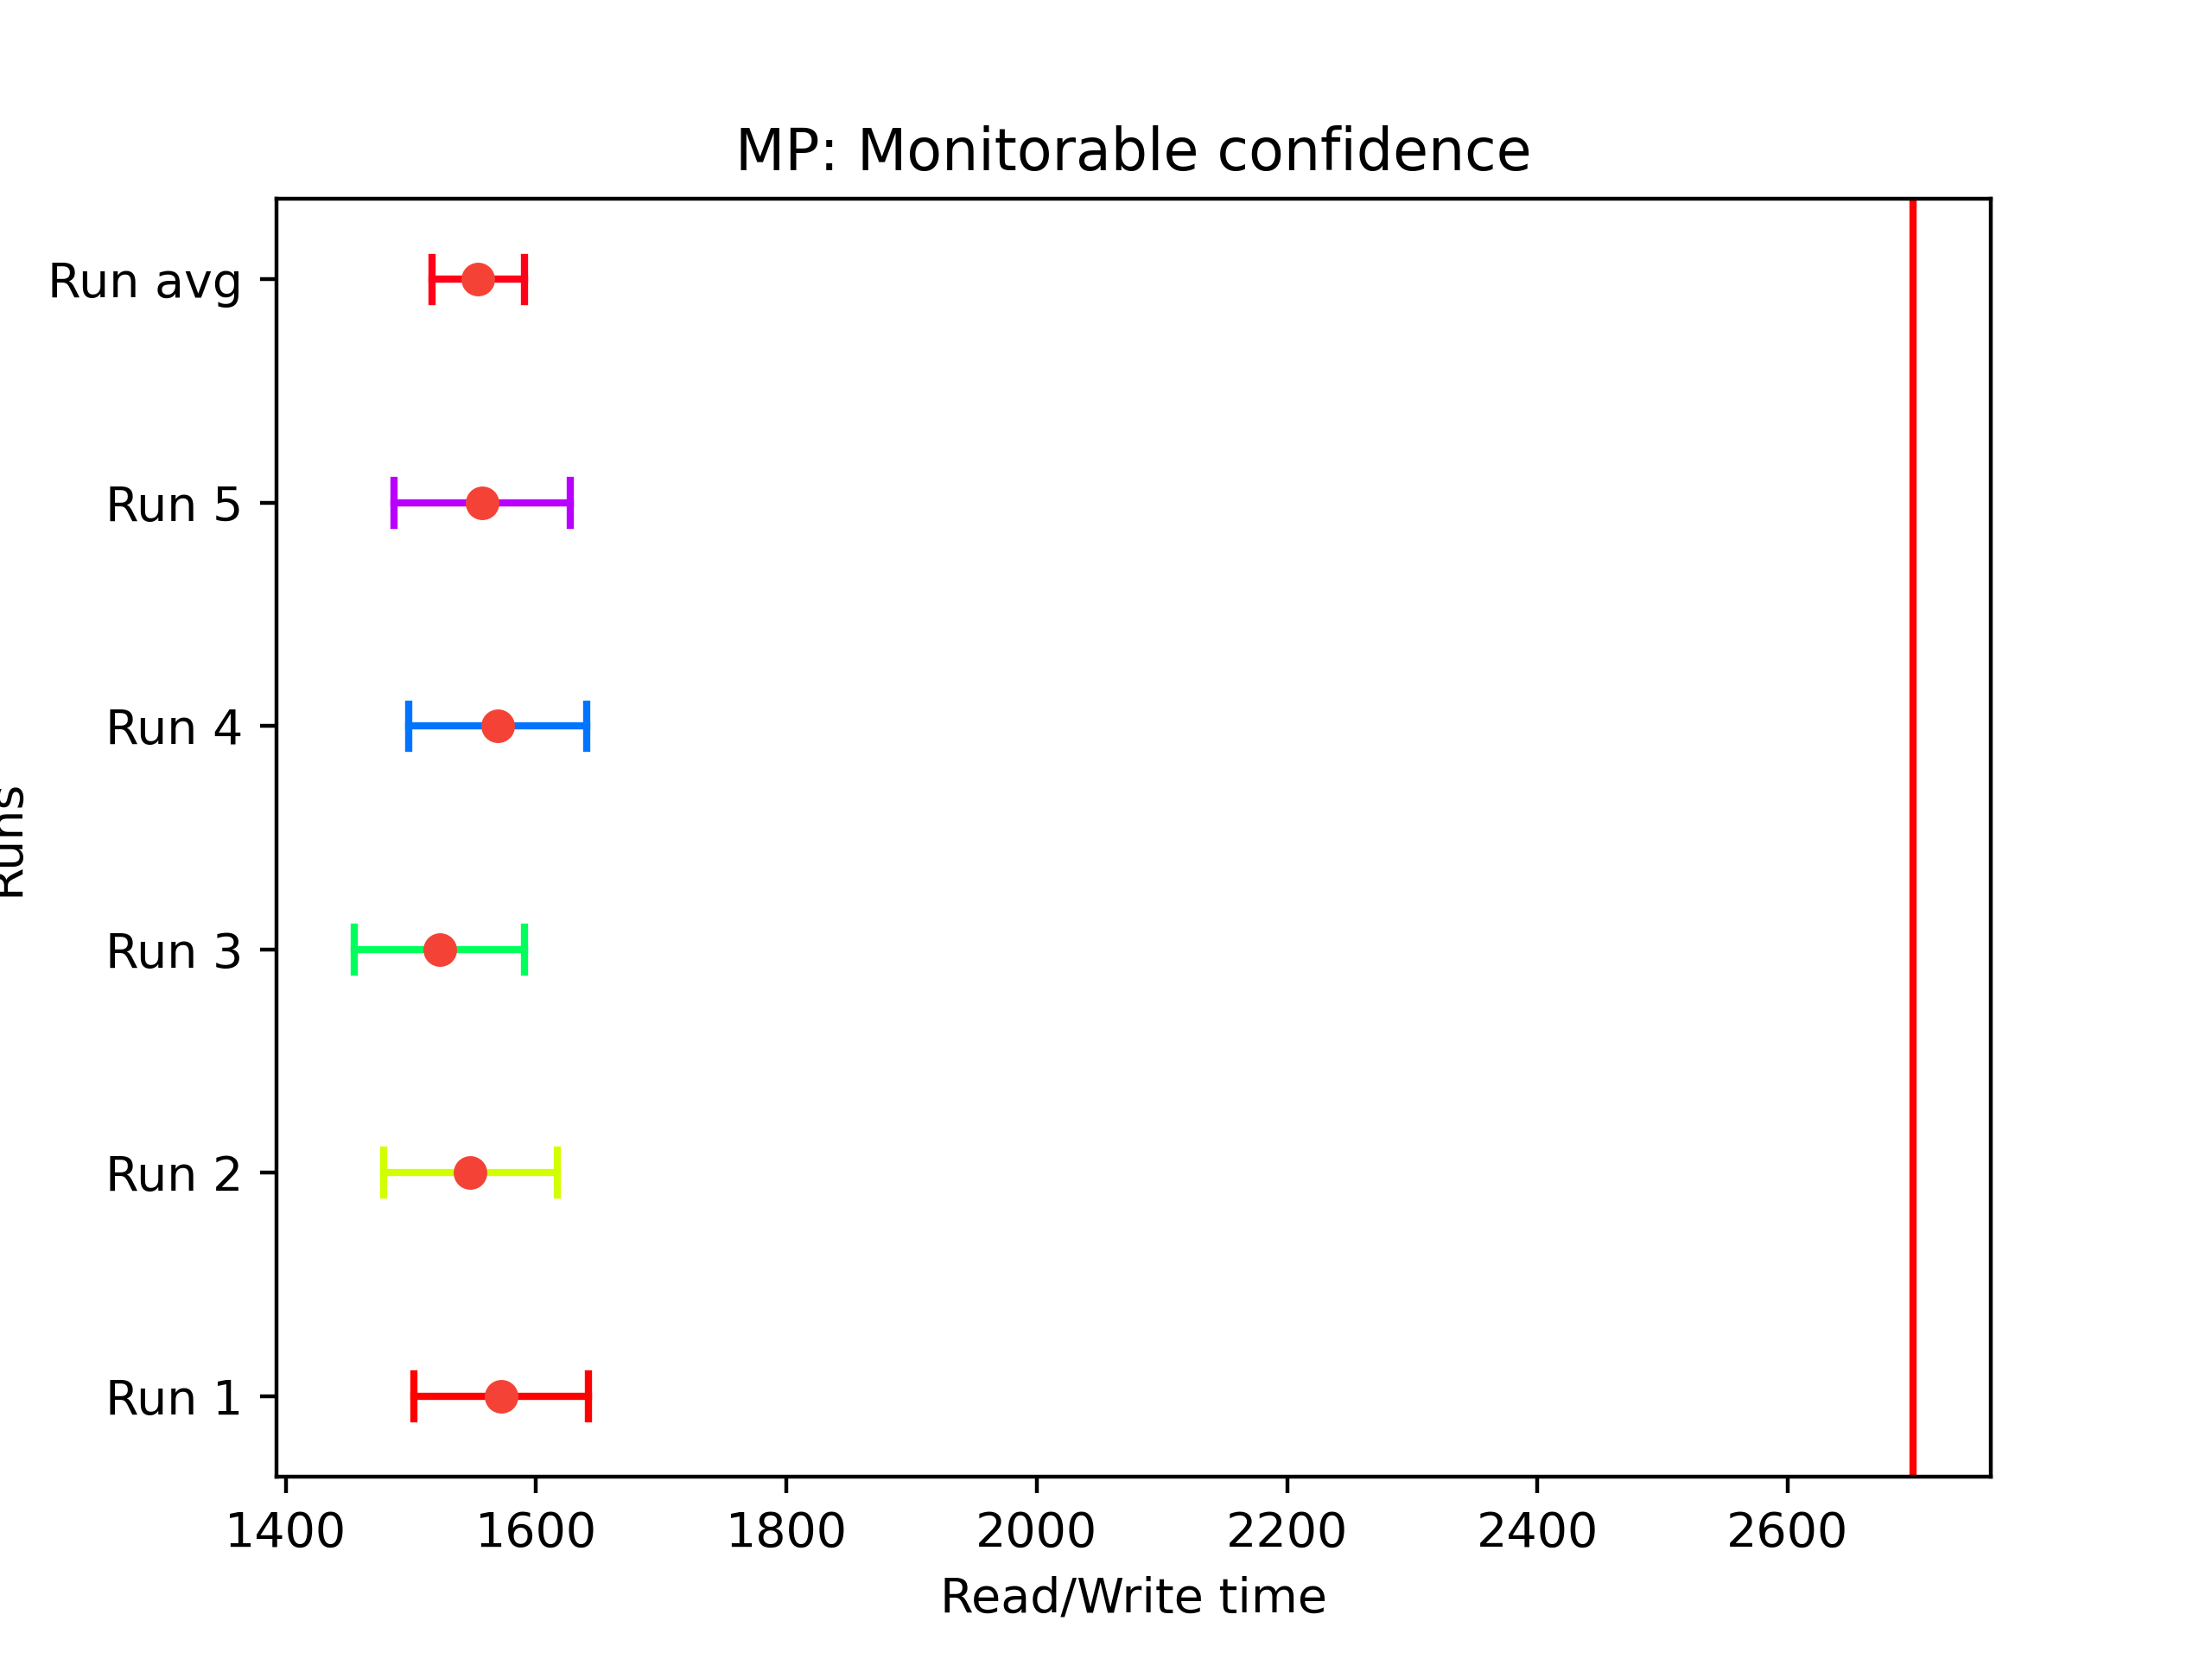 MP: Monitorable confidence
Run avg
Run 5
Run 4
Runs
Run 3
Run 2
Run 1
1400 1600 1800 2000 2200 2400 2600
Read/Write time